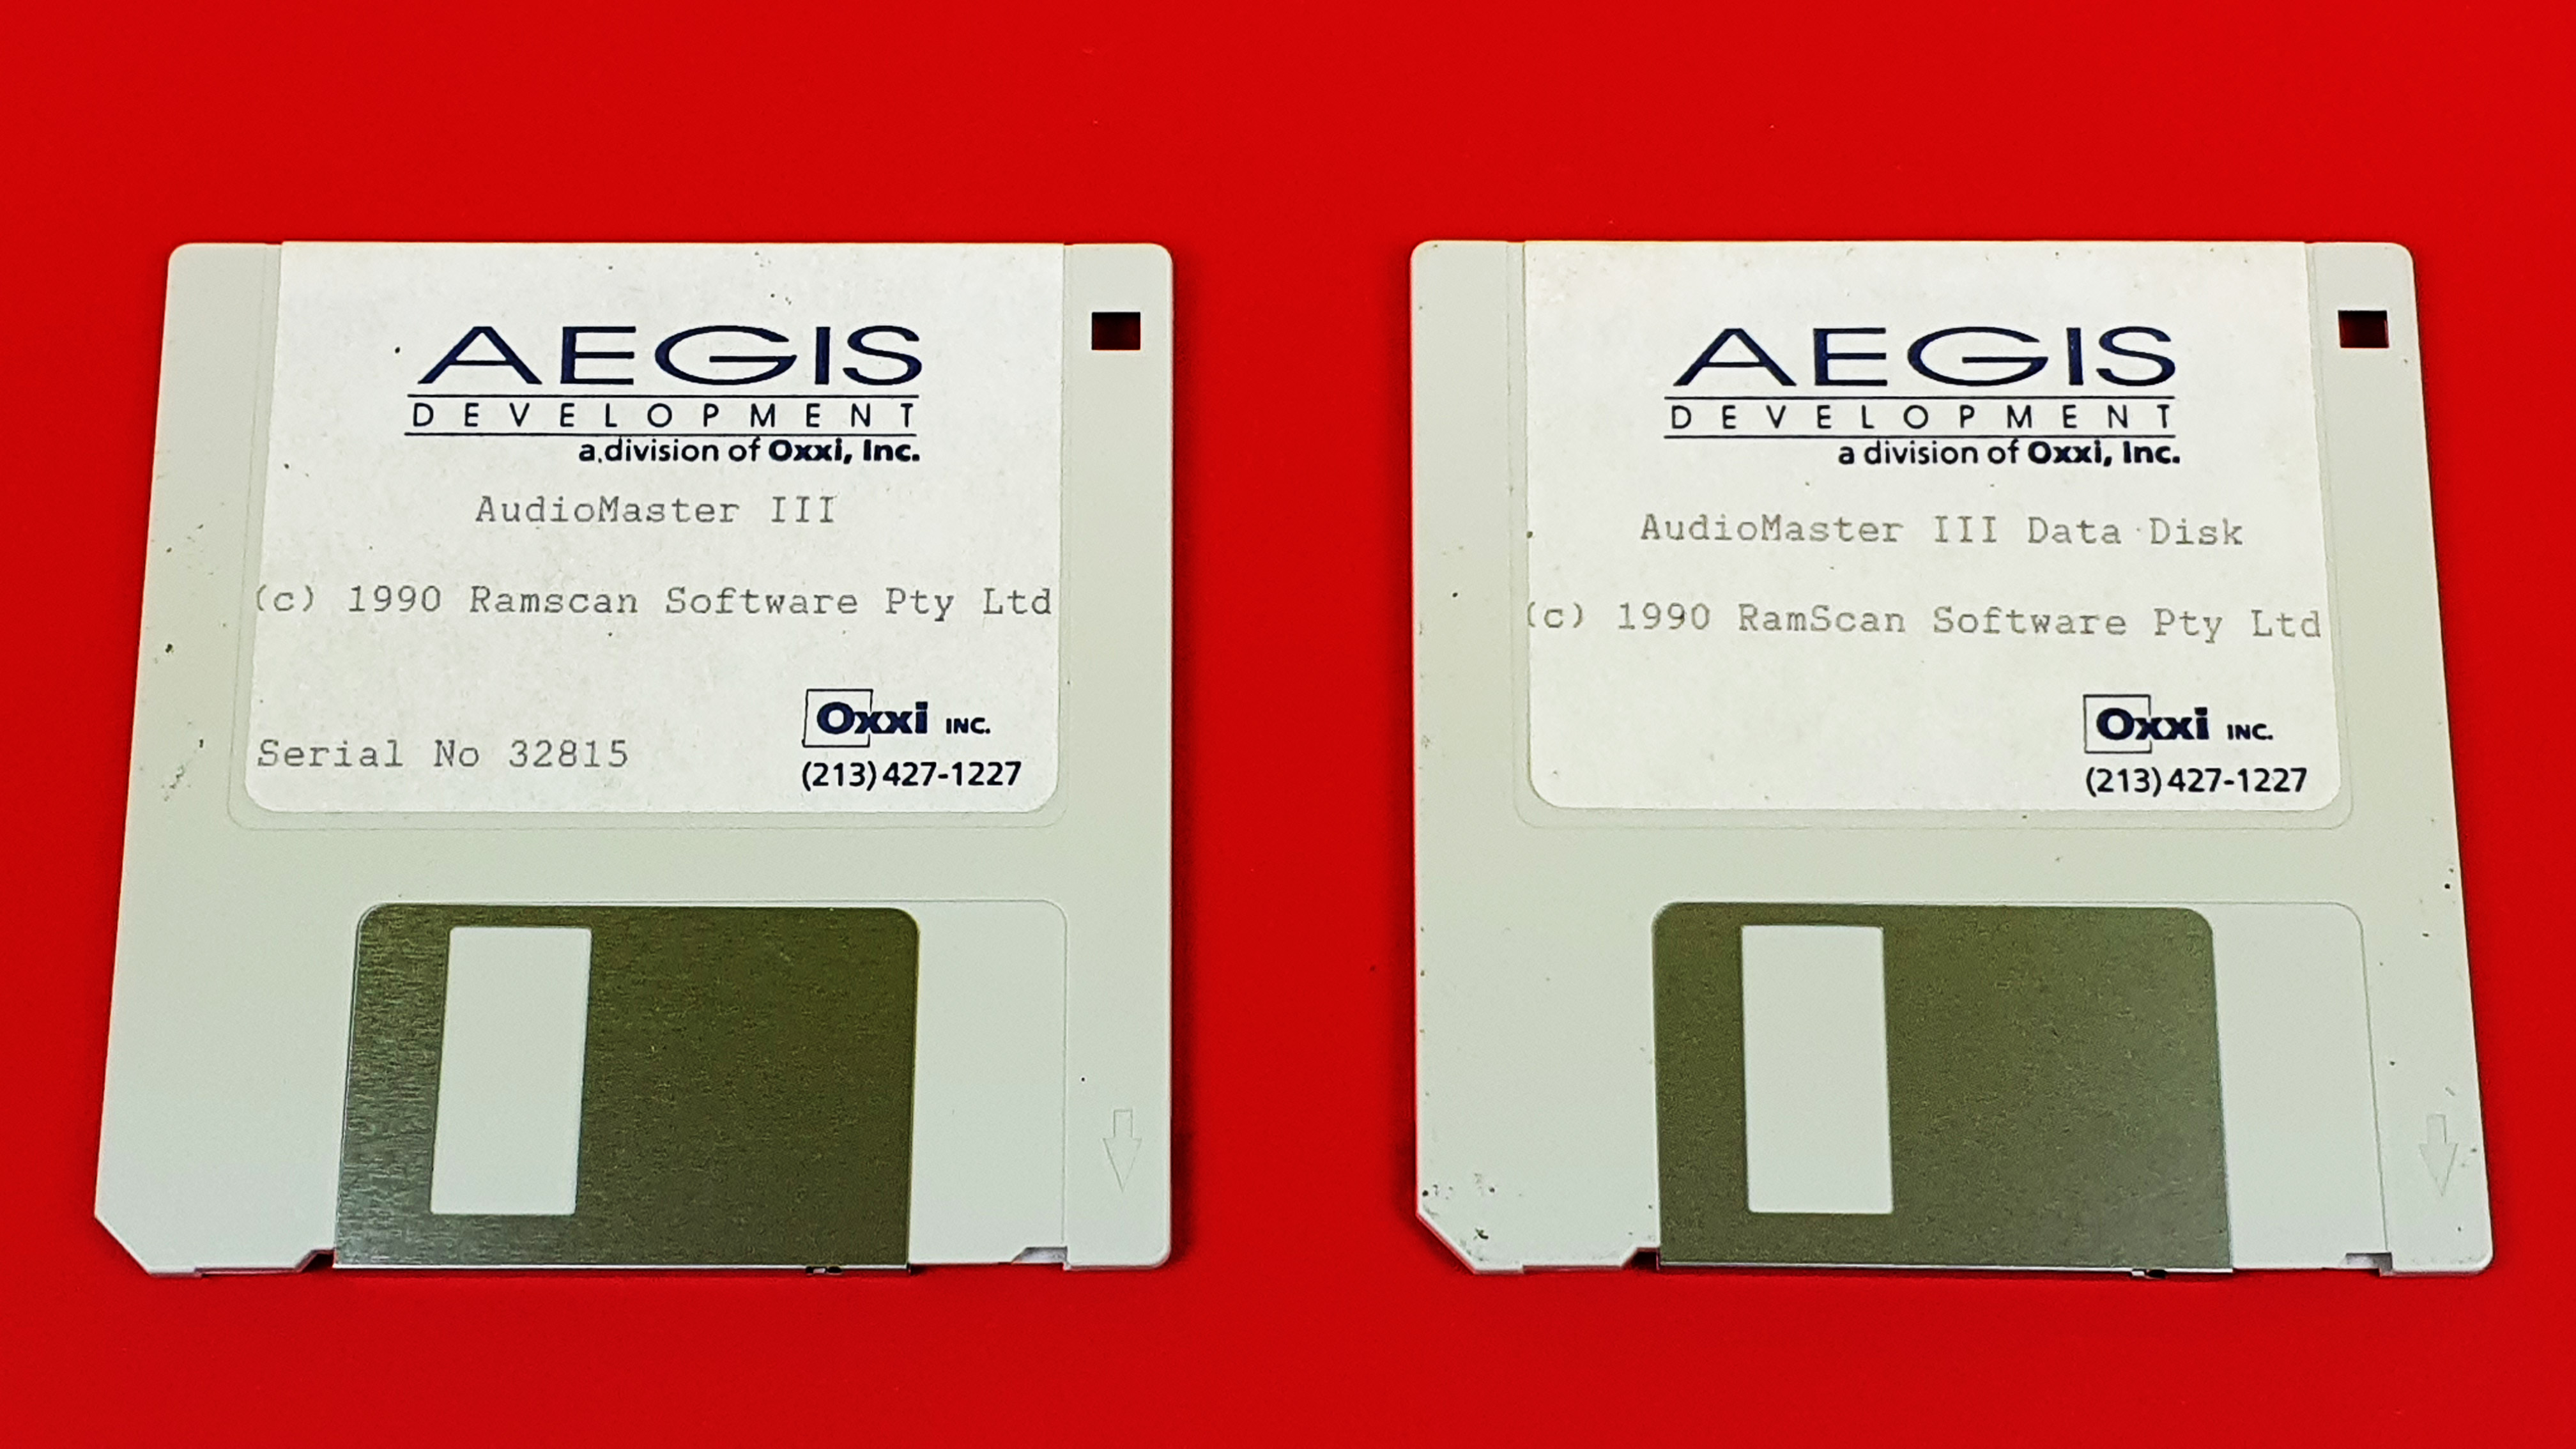 AEGIS
DEVELOPMENT
a division of Oxxi, Inc.
AudioMaster III
(c) 1990 Ramscan Software Pty Ltd
Oxxi INC.
Serial No 32815
(213) 427-1227
AEGIS
DEVELOPMENT
a division of Oxxi, Inc.
AudioMaster III Data Disk
(c) 1990 RamScan Software Pty Ltd
Oxxi INC.
(213) 427-1227